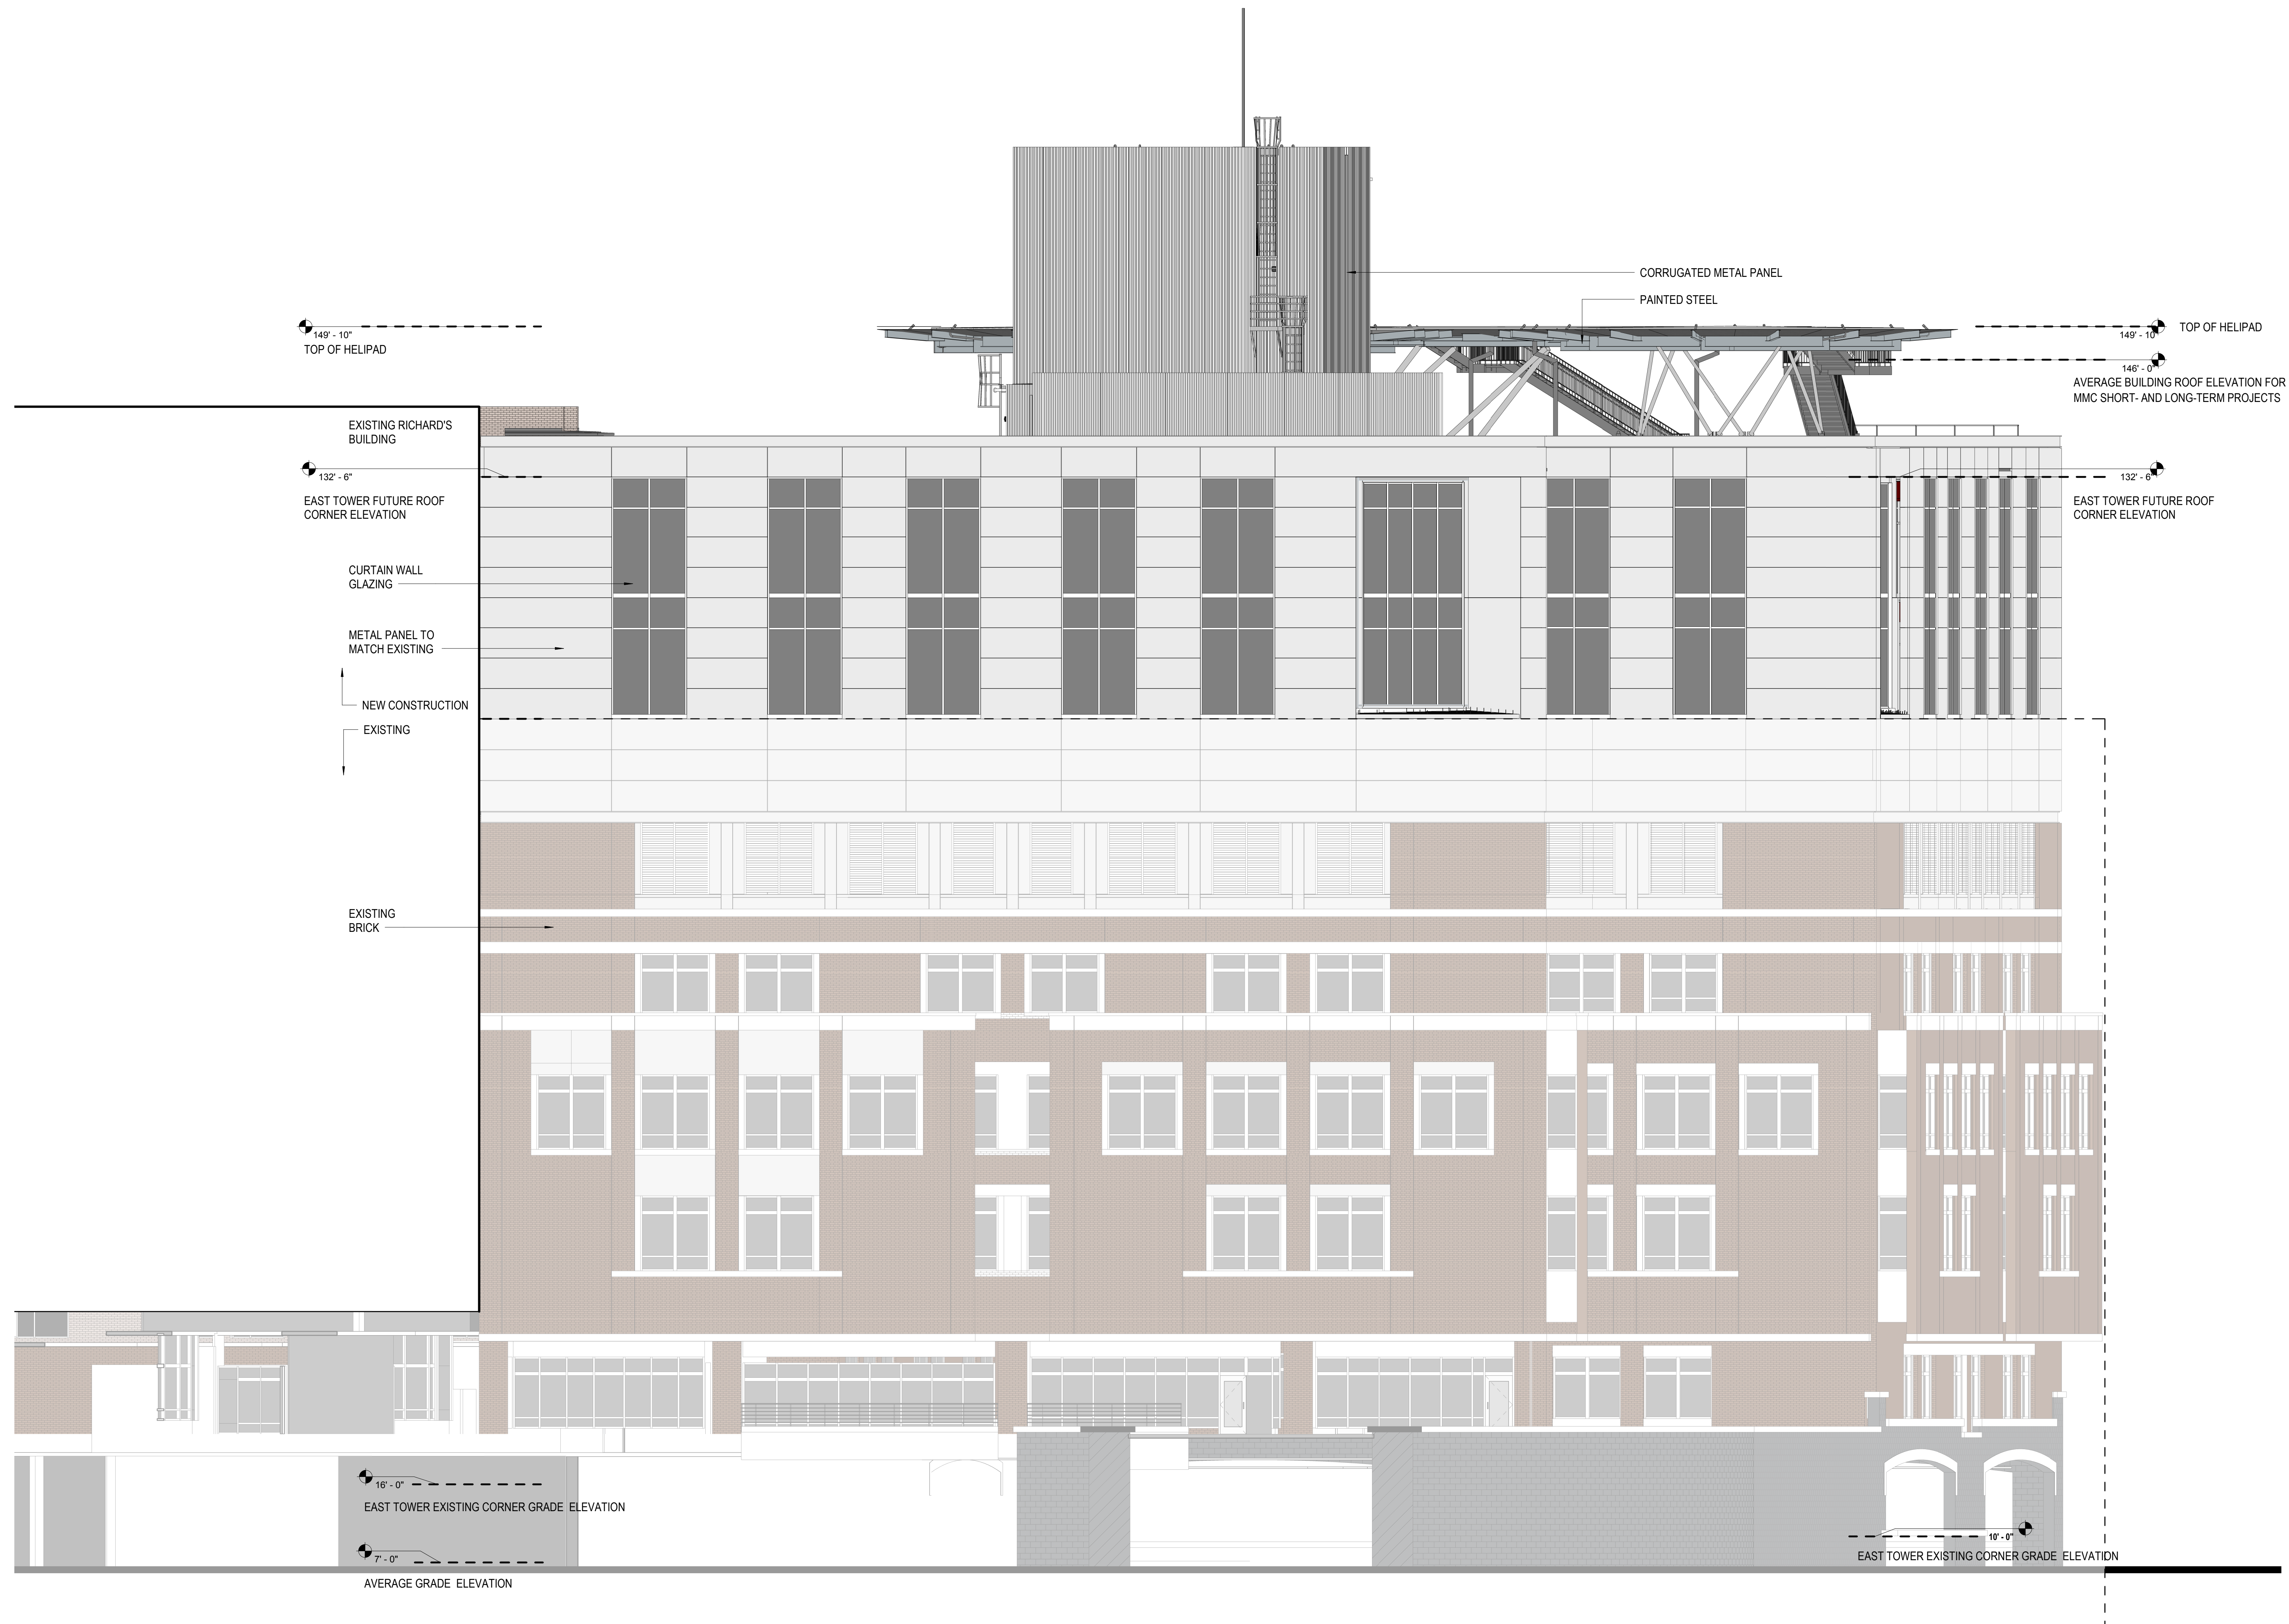 CORRUGATED METAL PANEL
PAINTED STEEL
149' - 10"
TOP OF HELIPAD
149' - 10"
TOP OF HELIPAD
146' - 0"
AVERAGE BUILDING ROOF ELEVATION FOR
MMC SHORT- AND LONG-TERM PROJECTS
EXISTING RICHARD'S
BUILDING
132' - 6"
EAST TOWER FUTURE ROOF
CORNER ELEVATION
132' - 6"
EAST TOWER FUTURE ROOF
CORNER ELEVATION
CURTAIN WALL
GLAZING
METAL PANEL TO
MATCH EXISTING
NEW CONSTRUCTION
EXISTING
EXISTING
BRICK
16' - 0"
EAST TOWER EXISTING CORNER GRADE ELEVATION
7' - 0"
AVERAGE GRADE ELEVATION
10' - 0"
EAST TOWER EXISTING CORNER GRADE ELEVATION